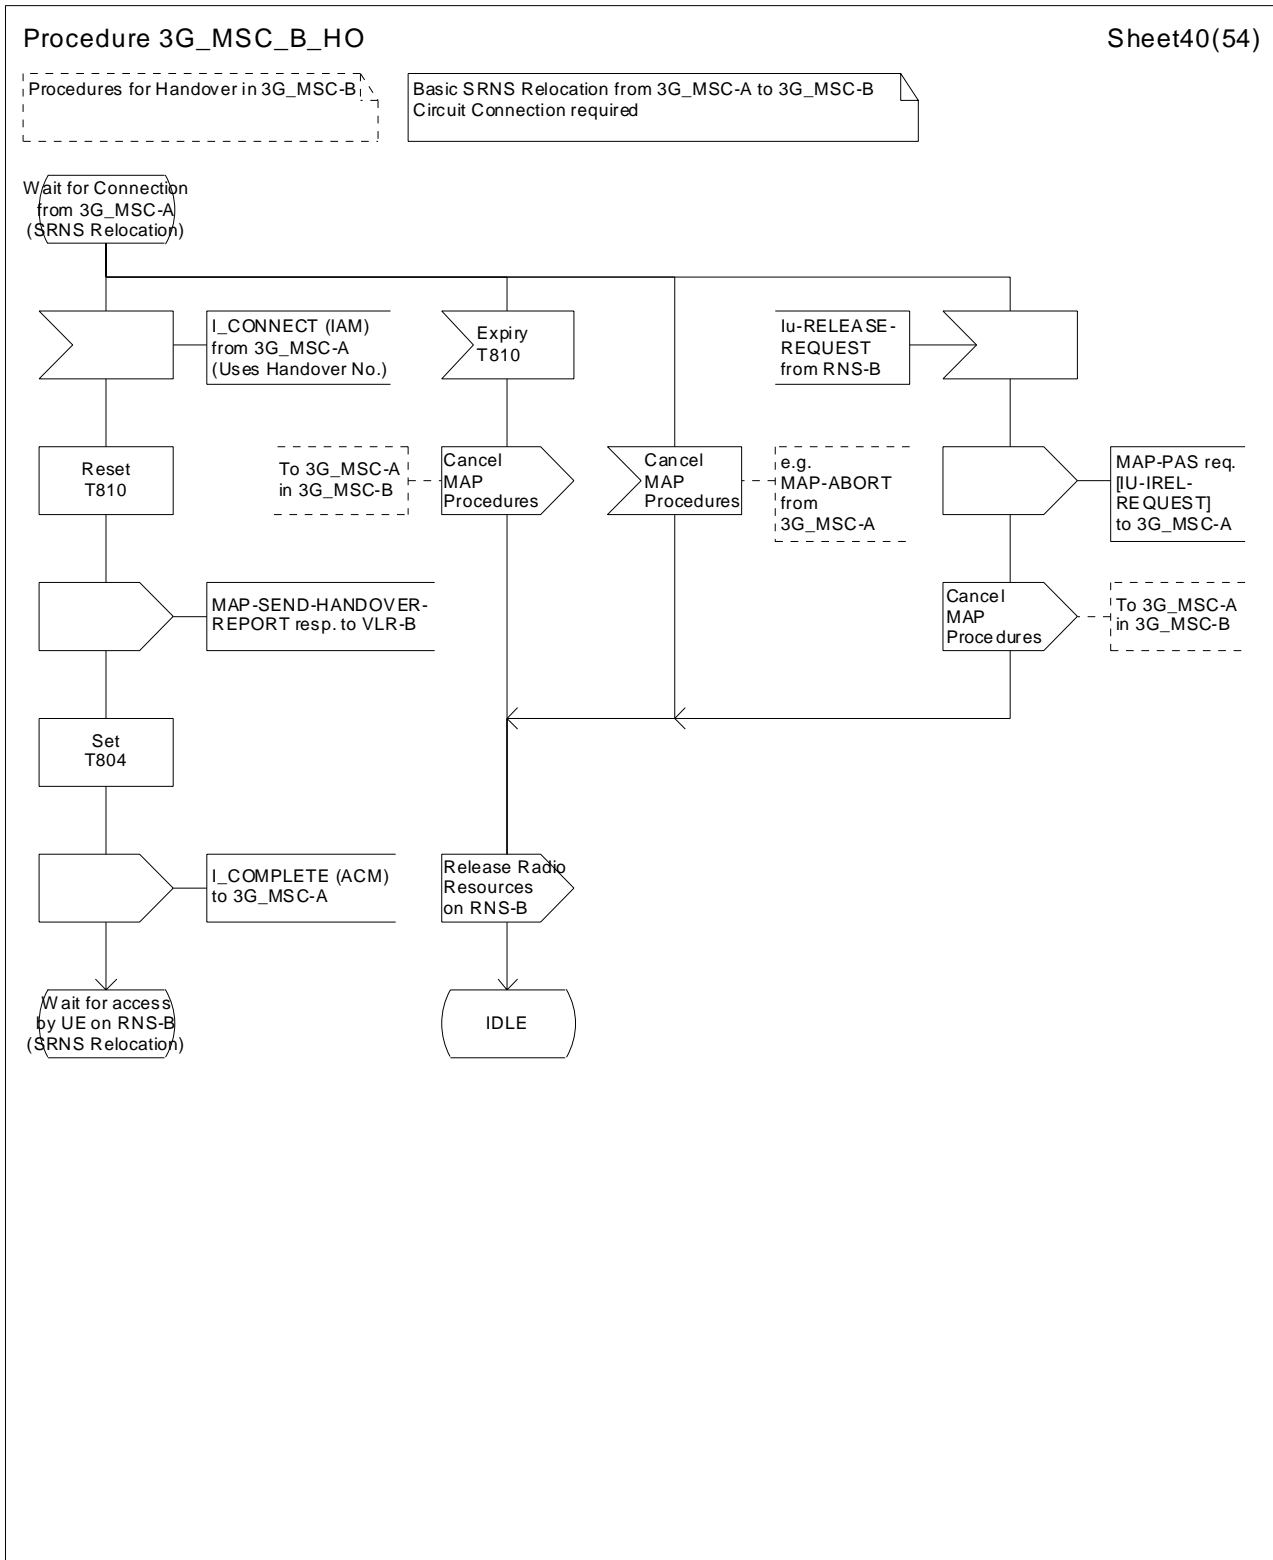 Procedure 3G_MSC_B_HO
Sheet40(54)
Procedures for Handover in 3G_MSC-B
Basic SRNS Relocation from 3G_MSC-A to 3G_MSC-B
Circuit Connection required
Wait for Connection
from 3G_MSC-A
(SRNS Relocation)
I_CONNECT (IAM)
from 3G_MSC-A
(Uses Handover No.)
Expiry
T810
Iu-RELEASE-
REQUEST
from RNS-B
Reset
T810
To 3G_MSC-A
in 3G_MSC-B
Cancel
MAP
Procedures
Cancel
MAP
Procedures
e.g.
MAP-ABORT
from
3G_MSC-A
MAP-PAS req.
[IU-IREL-
REQUEST]
to 3G_MSC-A
MAP-SEND-HANDOVER-
REPORT resp. to VLR-B
Cancel
MAP
Procedures
To 3G_MSC-A
in 3G_MSC-B
Set
T804
I_COMPLETE (ACM)
to 3G_MSC-A
Release Radio
Resources
on RNS-B
Wait for access
by UE on RNS-B
(SRNS Relocation)
IDLE